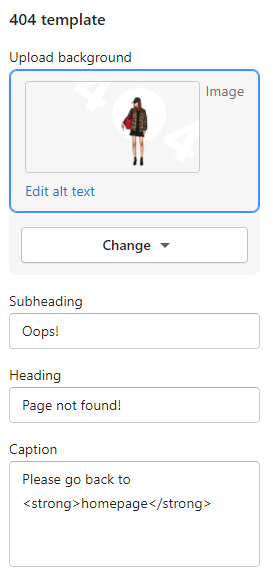 404 template
Upload background
404
Image
Edit alt text
Change
Subheading
Oops!
Heading
Page not found!
Caption
Please go back to
<strong>homepage</strong>